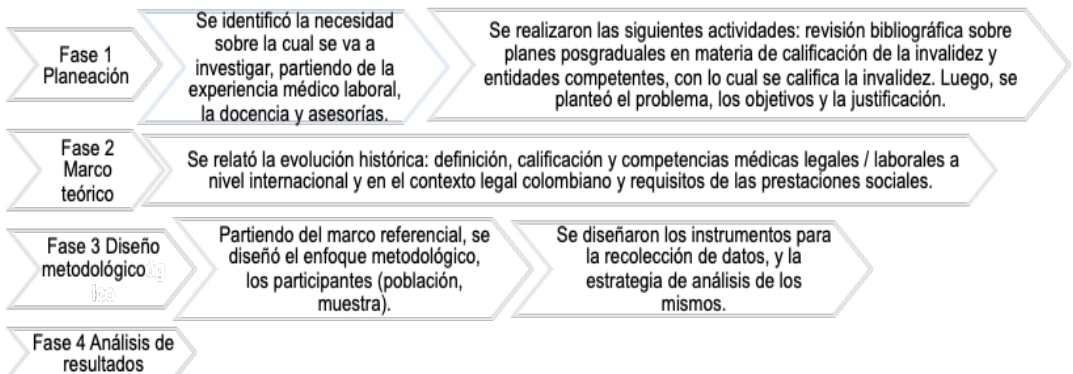 Fase 1
Planeación
Se identificó la necesidad
sobre la cual se va a
investigar, partiendo de la
experiencia médico laboral,
la docencia y asesorías.
Se realizaron las siguientes actividades: revisión bibliográfica sobre
planes posgraduales en materia de calificación de la invalidez y
entidades competentes, con lo cual se califica la invalidez. Luego, se
planteó el problema, los objetivos y la justificación.
Fase 2
Marco
teórico
Se relató la evolución histórica: definición, calificación y competencias médicas legales / laborales a
nivel internacional y en el contexto legal colombiano y requisitos de las prestaciones sociales.
Fase 3 Diseño
metodológico
Partiendo del marco referencial, se
diseñó el enfoque metodológico,
los participantes (población,
muestra).
Se diseñaron los instrumentos para
la recolección de datos, y la
estrategia de análisis de los
mismos.
Fase 4 Análisis de
resultados